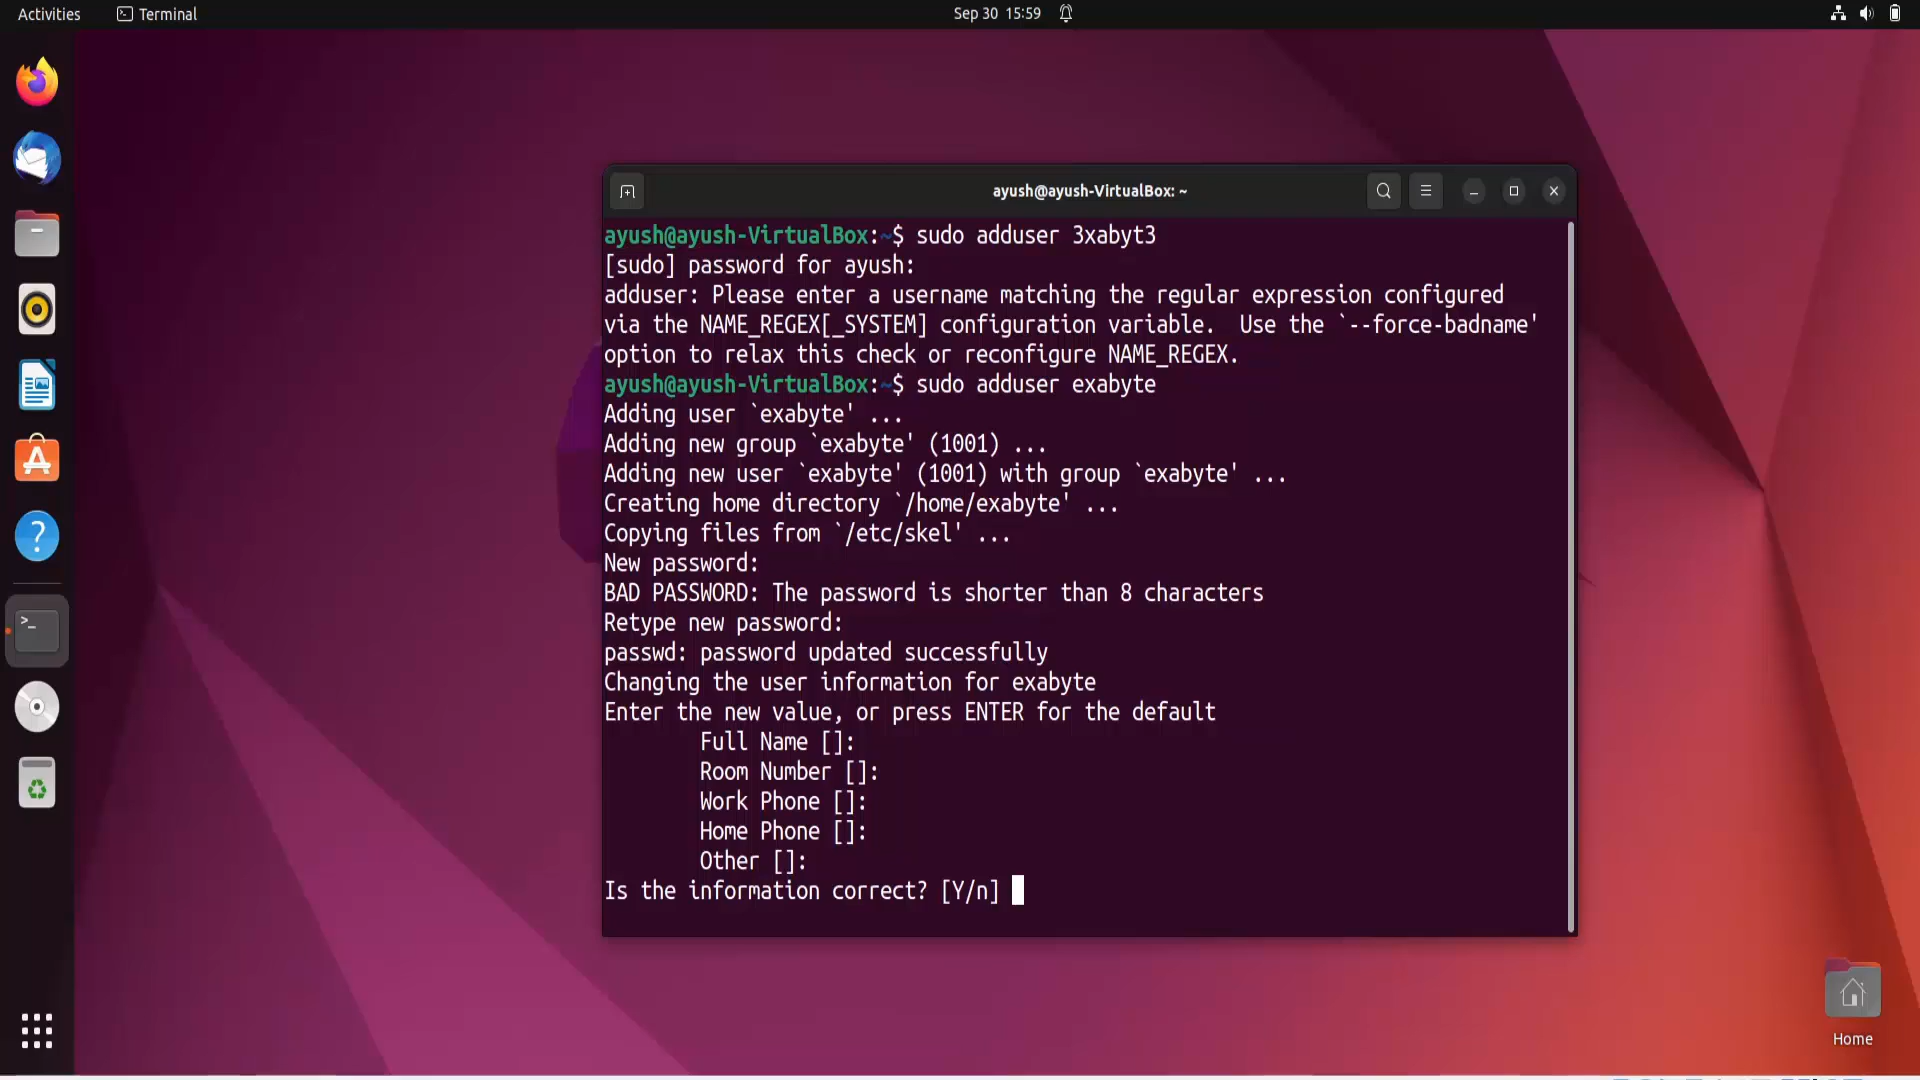 Activities Terminal Sep 30 15:59
ayush@ayush-VirtualBox: ~
ayush@ayush-VirtualBox:~$ sudo adduser 3xabyt3
[sudo] password for ayush:
adduser: Please enter a username matching the regular expression configured
via the NAME_REGEX[_SYSTEM] configuration variable.  Use the `--force-badname'
option to relax this check or reconfigure NAME_REGEX.
ayush@ayush-VirtualBox:~$ sudo adduser exabyte
Adding user `exabyte' ...
Adding new group `exabyte' (1001) ...
Adding new user `exabyte' (1001) with group `exabyte' ...
Creating home directory `/home/exabyte' ...
Copying files from `/etc/skel' ...
New password:
BAD PASSWORD: The password is shorter than 8 characters
Retype new password:
passwd: password updated successfully
Changing the user information for exabyte
Enter the new value, or press ENTER for the default
Full Name []:
Room Number []:
Work Phone []:
Home Phone []:
Other []:
Is the information correct? [Y/n]
Home